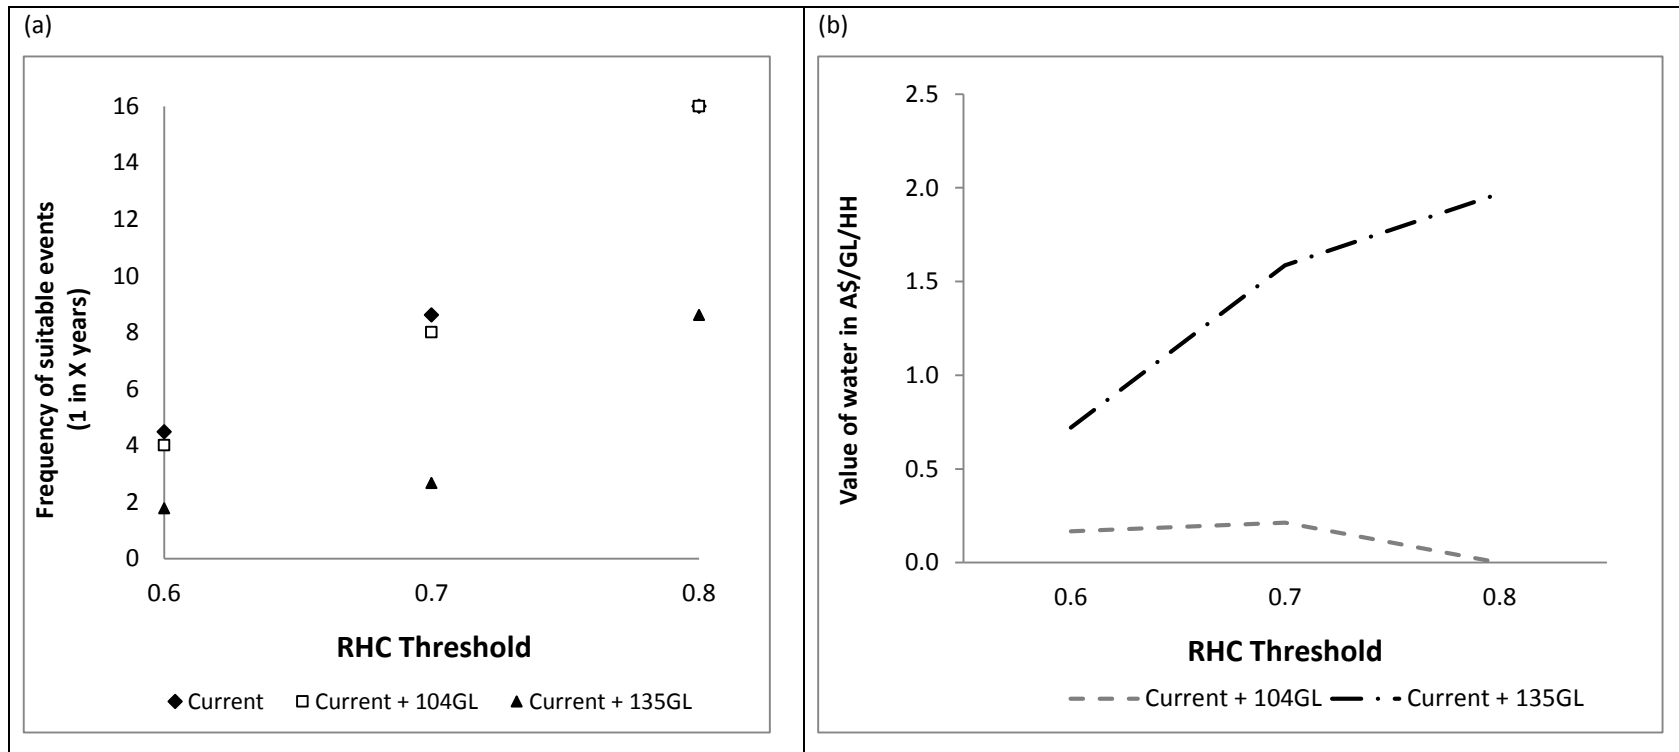 (a)
16
14
12
10
8
6
4
2
0
Frequency of suitable events
(1 in X years)
0.6 0.7 0.8
RHC Threshold
Current Current + 104GL Current + 135GL
(b)
2.5
2.0
1.5
1.0
0.5
0.0
Value of water in A$/GL/HH
0.6 0.7 0.8
RHC Threshold
Current + 104GL Current + 135GL